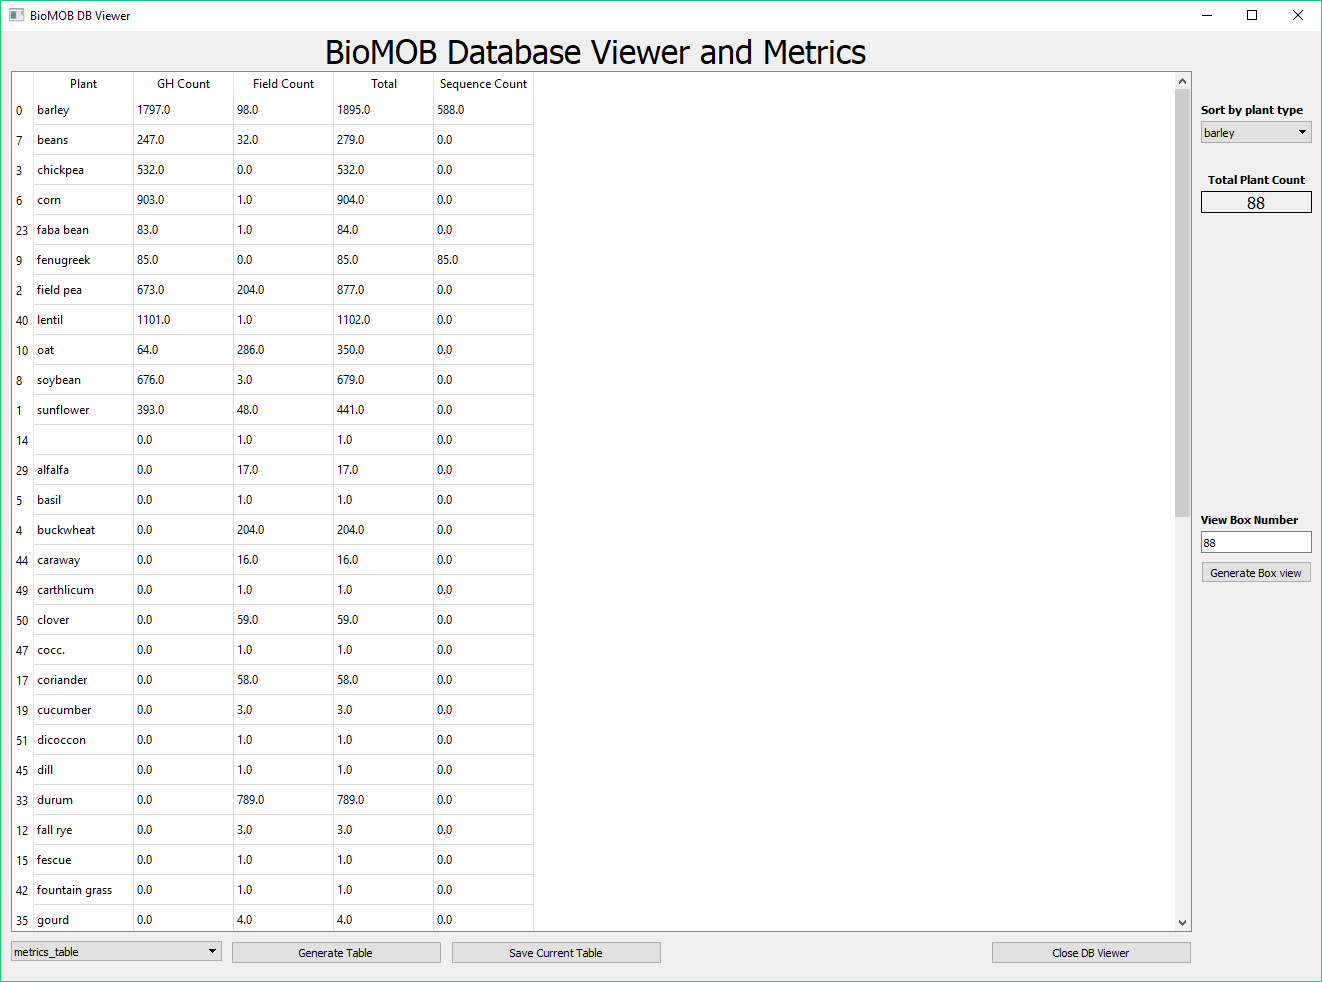 BioMOB DB Viewer
BioMOB Database Viewer and Metrics
Plant GH Count Field Count Total Sequence Count
0 barley 1797.0 98.0 1895.0 588.0
7 beans 247.0 32.0 279.0 0.0
3 chickpea 532.0 0.0 532.0 0.0
6 corn 903.0 1.0 904.0 0.0
23 faba bean 83.0 1.0 84.0 0.0
9 fenugreek 85.0 0.0 85.0 85.0
2 field pea 673.0 204.0 877.0 0.0
40 lentil 1101.0 1.0 1102.0 0.0
10 oat 64.0 286.0 350.0 0.0
8 soybean 676.0 3.0 679.0 0.0
1 sunflower 393.0 48.0 441.0 0.0
14 0.0 1.0 1.0 0.0
29 alfalfa 0.0 17.0 17.0 0.0
5 basil 0.0 1.0 1.0 0.0
4 buckwheat 0.0 204.0 204.0 0.0
44 caraway 0.0 16.0 16.0 0.0
49 carthlicum 0.0 1.0 1.0 0.0
50 clover 0.0 59.0 59.0 0.0
47 cocc. 0.0 1.0 1.0 0.0
17 coriander 0.0 58.0 58.0 0.0
19 cucumber 0.0 3.0 3.0 0.0
51 dicoccon 0.0 1.0 1.0 0.0
45 dill 0.0 1.0 1.0 0.0
33 durum 0.0 789.0 789.0 0.0
12 fall rye 0.0 3.0 3.0 0.0
15 fescue 0.0 1.0 1.0 0.0
42 fountain grass 0.0 1.0 1.0 0.0
35 gourd 0.0 4.0 4.0 0.0
Sort by plant type
barley
Total Plant Count
88
View Box Number
88
Generate Box view
metrics_table Generate Table Save Current Table Close DB Viewer